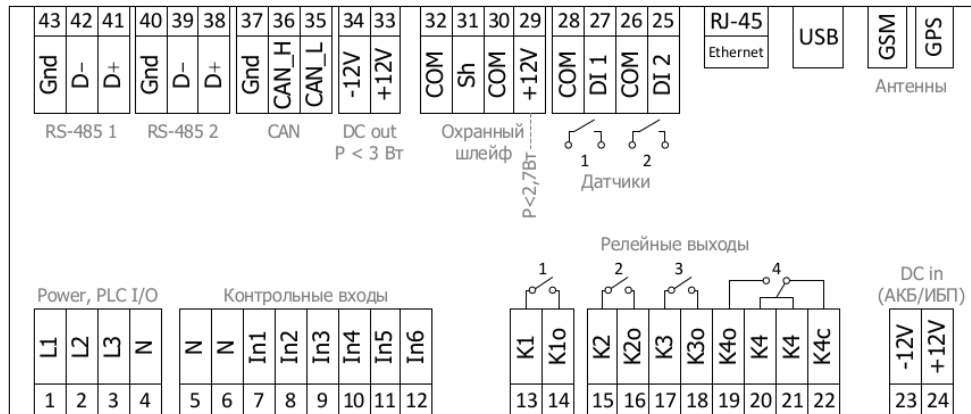 43 42 41 40 39 38 37 36 35 34 33 32 31 30 29 28 27 26 25 RJ-45 USB GSM GPS
Gnd D− D+ Gnd D− D+ Gnd CAN_H CAN_L -12V +12V COM Sh COM +12V COM DI 1 COM DI 2 Ethernet
RS-485 1 RS-485 2 CAN DC out Охранный Антенны
P < 3 Вт шлейф
1 2
P<2,7Вт Датчики
Релейные выходы
1 2 3 4 DC in
Power, PLC I/O Контрольные входы (АКБ/ИБП)
L1 L2 L3 N N N In1 In2 In3 In4 In5 In6 K1 K1o K2 K2o K3 K3o K4o K4 K4 K4c -12V +12V
1 2 3 4 5 6 7 8 9 10 11 12 13 14 15 16 17 18 19 20 21 22 23 24